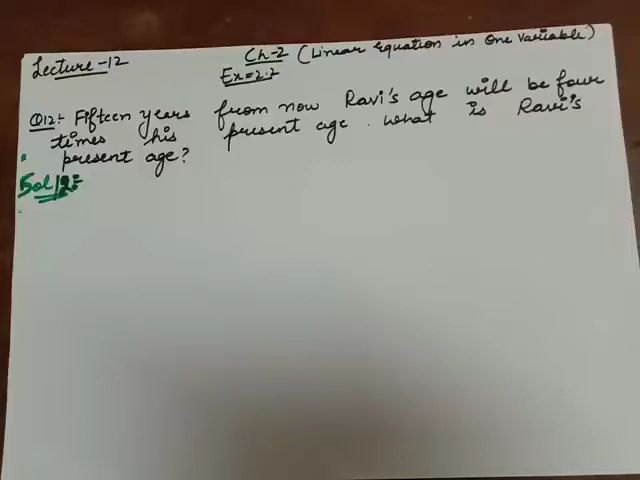 Lecture-12
Ch-2 (Linear Equation in One Variable)
Ex=2.2
Q12:- Fifteen years from now Ravi's age will be four
times his present age. What is Ravi's
present age?
Sol 12:-